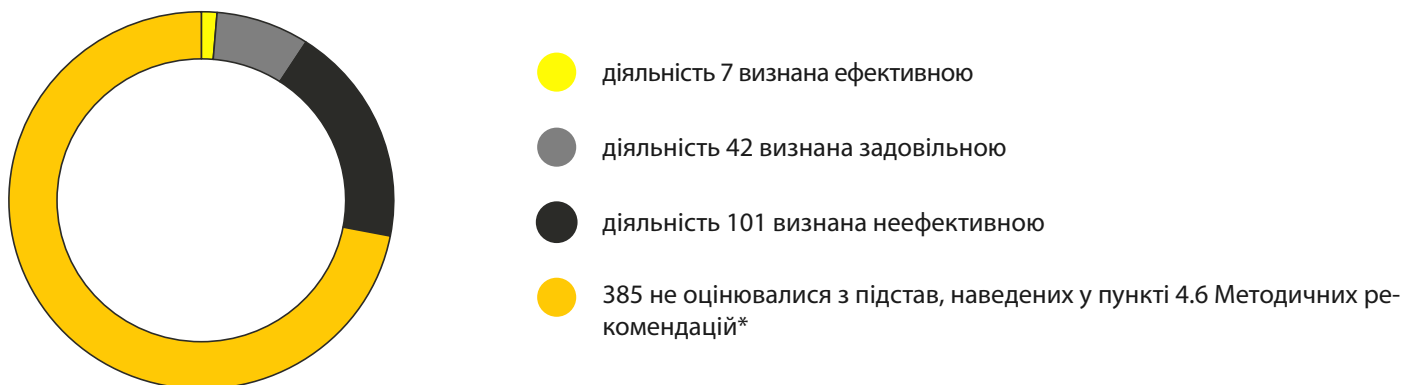 діяльність 7 визнана ефективною
діяльність 42 визнана задовільною
діяльність 101 визнана неефективною
385 не оцінювалися з підстав, наведених у пункті 4.6 Методичних ре-
комендацій*